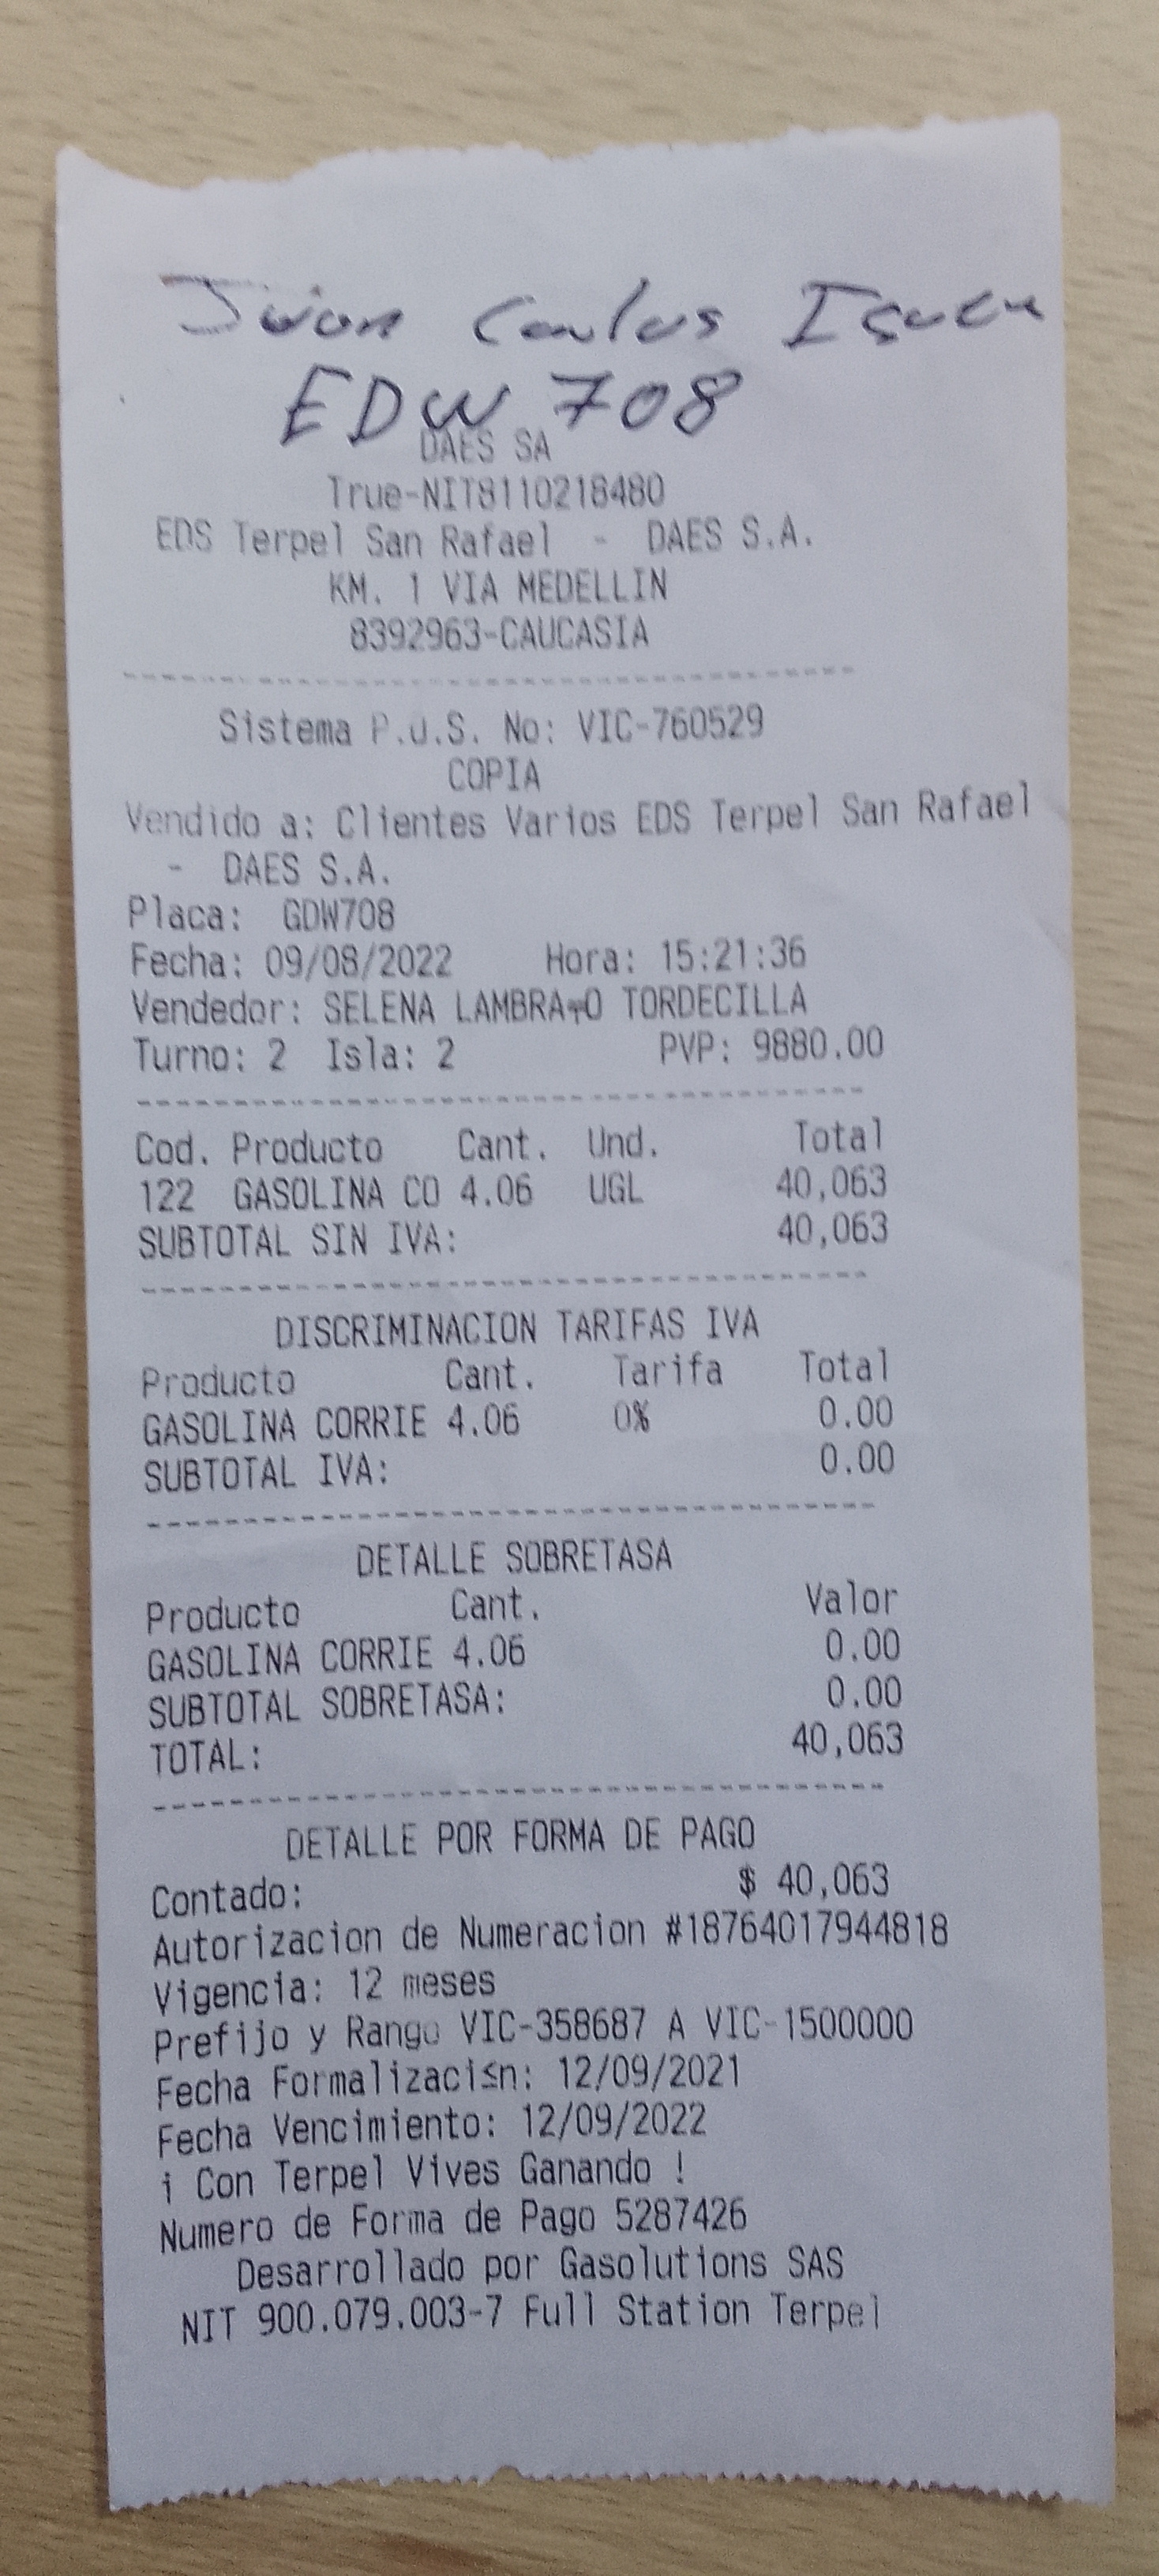 Juan Carlos
EDW 708
DAES SA
True-NIT8110218480
EDS Terpel San Rafael - DAES S.A.
KM. 1 VIA MEDELLIN
8392963-CAUCASIA
Sistema P.O.S. No: VIC-760529
COPIA
Vendido a: Clientes Varios EDS Terpel San Rafael
- DAES S.A.
Placa: GDW708
Fecha: 09/08/2022 Hora: 15:21:36
Vendedor: SELENA LAMBRA╤O TORDECILLA
Turno: 2 Isla: 2 PVP: 9880.00
Cod. Producto Cant. Und. Total
122 GASOLINA CO 4.06 UGL 40,063
SUBTOTAL SIN IVA: 40,063
DISCRIMINACION TARIFAS IVA
Producto Cant. Tarifa Total
GASOLINA CORRIE 4.06 0% 0.00
SUBTOTAL IVA: 0.00
DETALLE SOBRETASA
Producto Cant. Valor
GASOLINA CORRIE 4.06 0.00
SUBTOTAL SOBRETASA: 0.00
TOTAL: 40,063
DETALLE POR FORMA DE PAGO
Contado: $ 40,063
Autorizacion de Numeracion #18764017944818
Vigencia: 12 meses
Prefijo y Rango VIC-358687 A VIC-1500000
Fecha Formalizaci≤n: 12/09/2021
Fecha Vencimiento: 12/09/2022
¡ Con Terpel Vives Ganando !
Numero de Forma de Pago 5287426
Desarrollado por Gasolutions SAS
NIT 900.079.003-7 Full Station Terpel